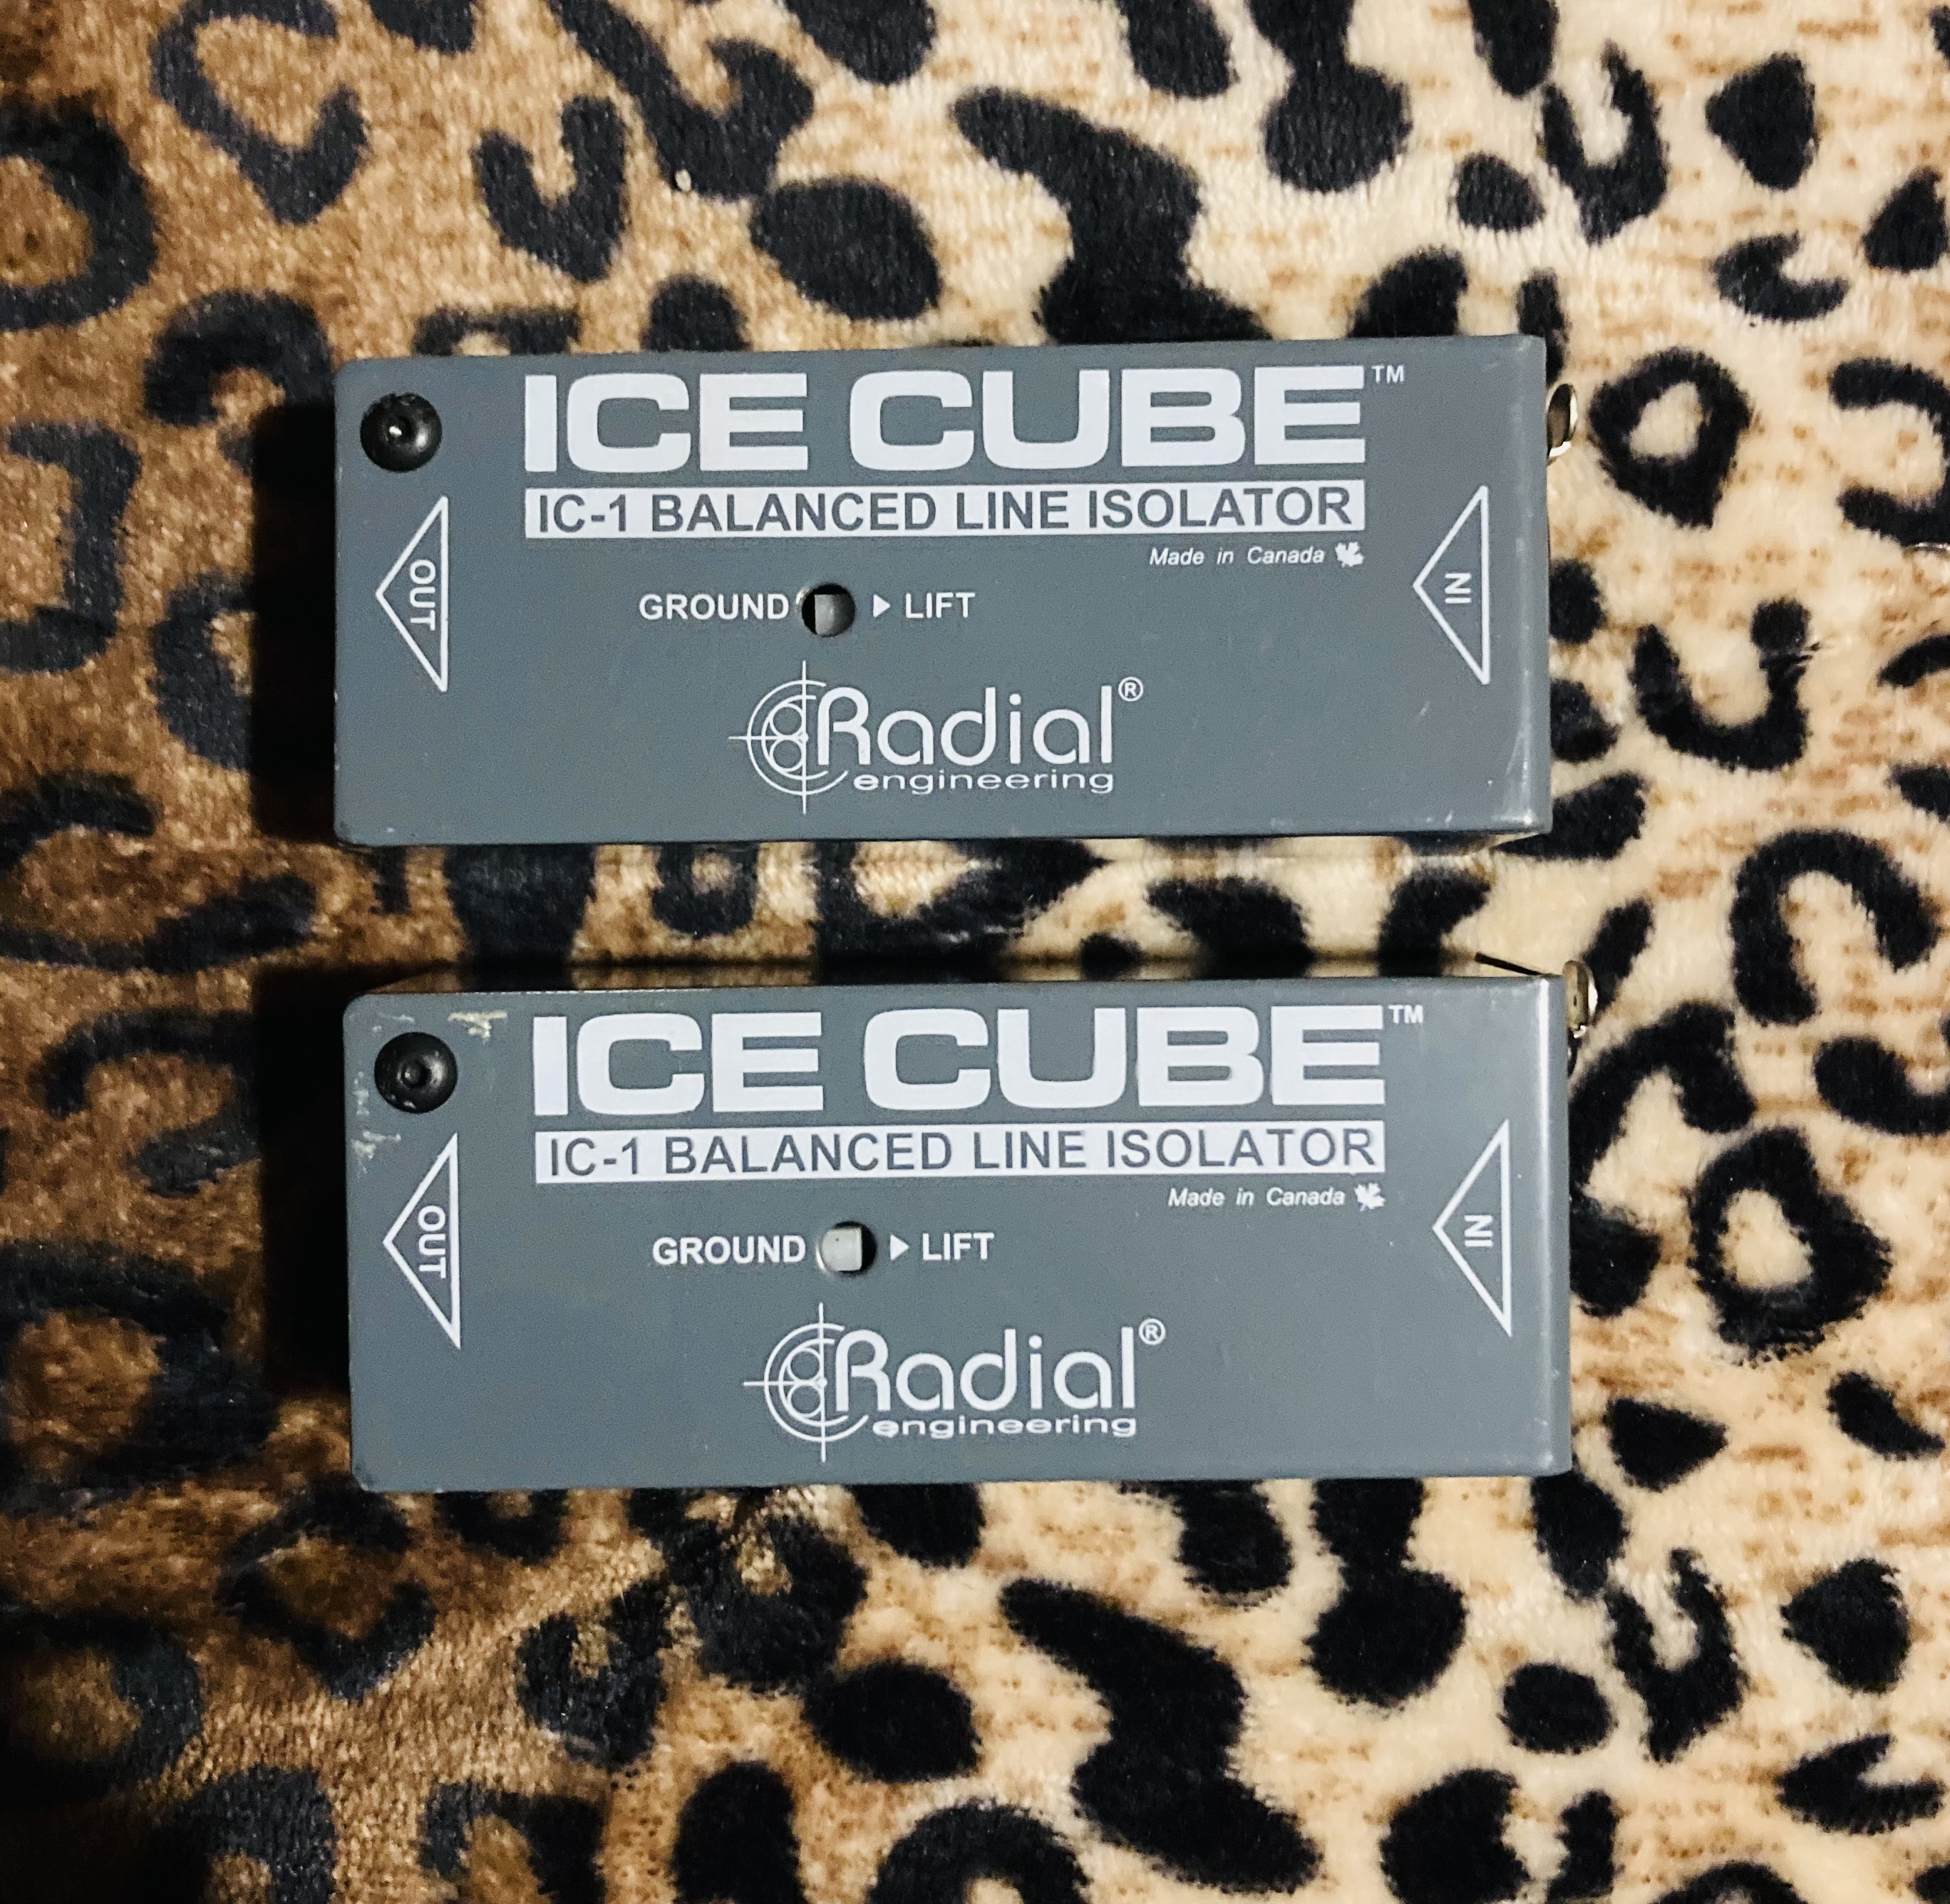 ICE CUBE™
IC-1 BALANCED LINE ISOLATOR
Made in Canada
OUT
GROUND LIFT
IN
Radial®
engineering
ICE CUBE™
IC-1 BALANCED LINE ISOLATOR
Made in Canada
OUT
GROUND LIFT
IN
Radial®
engineering